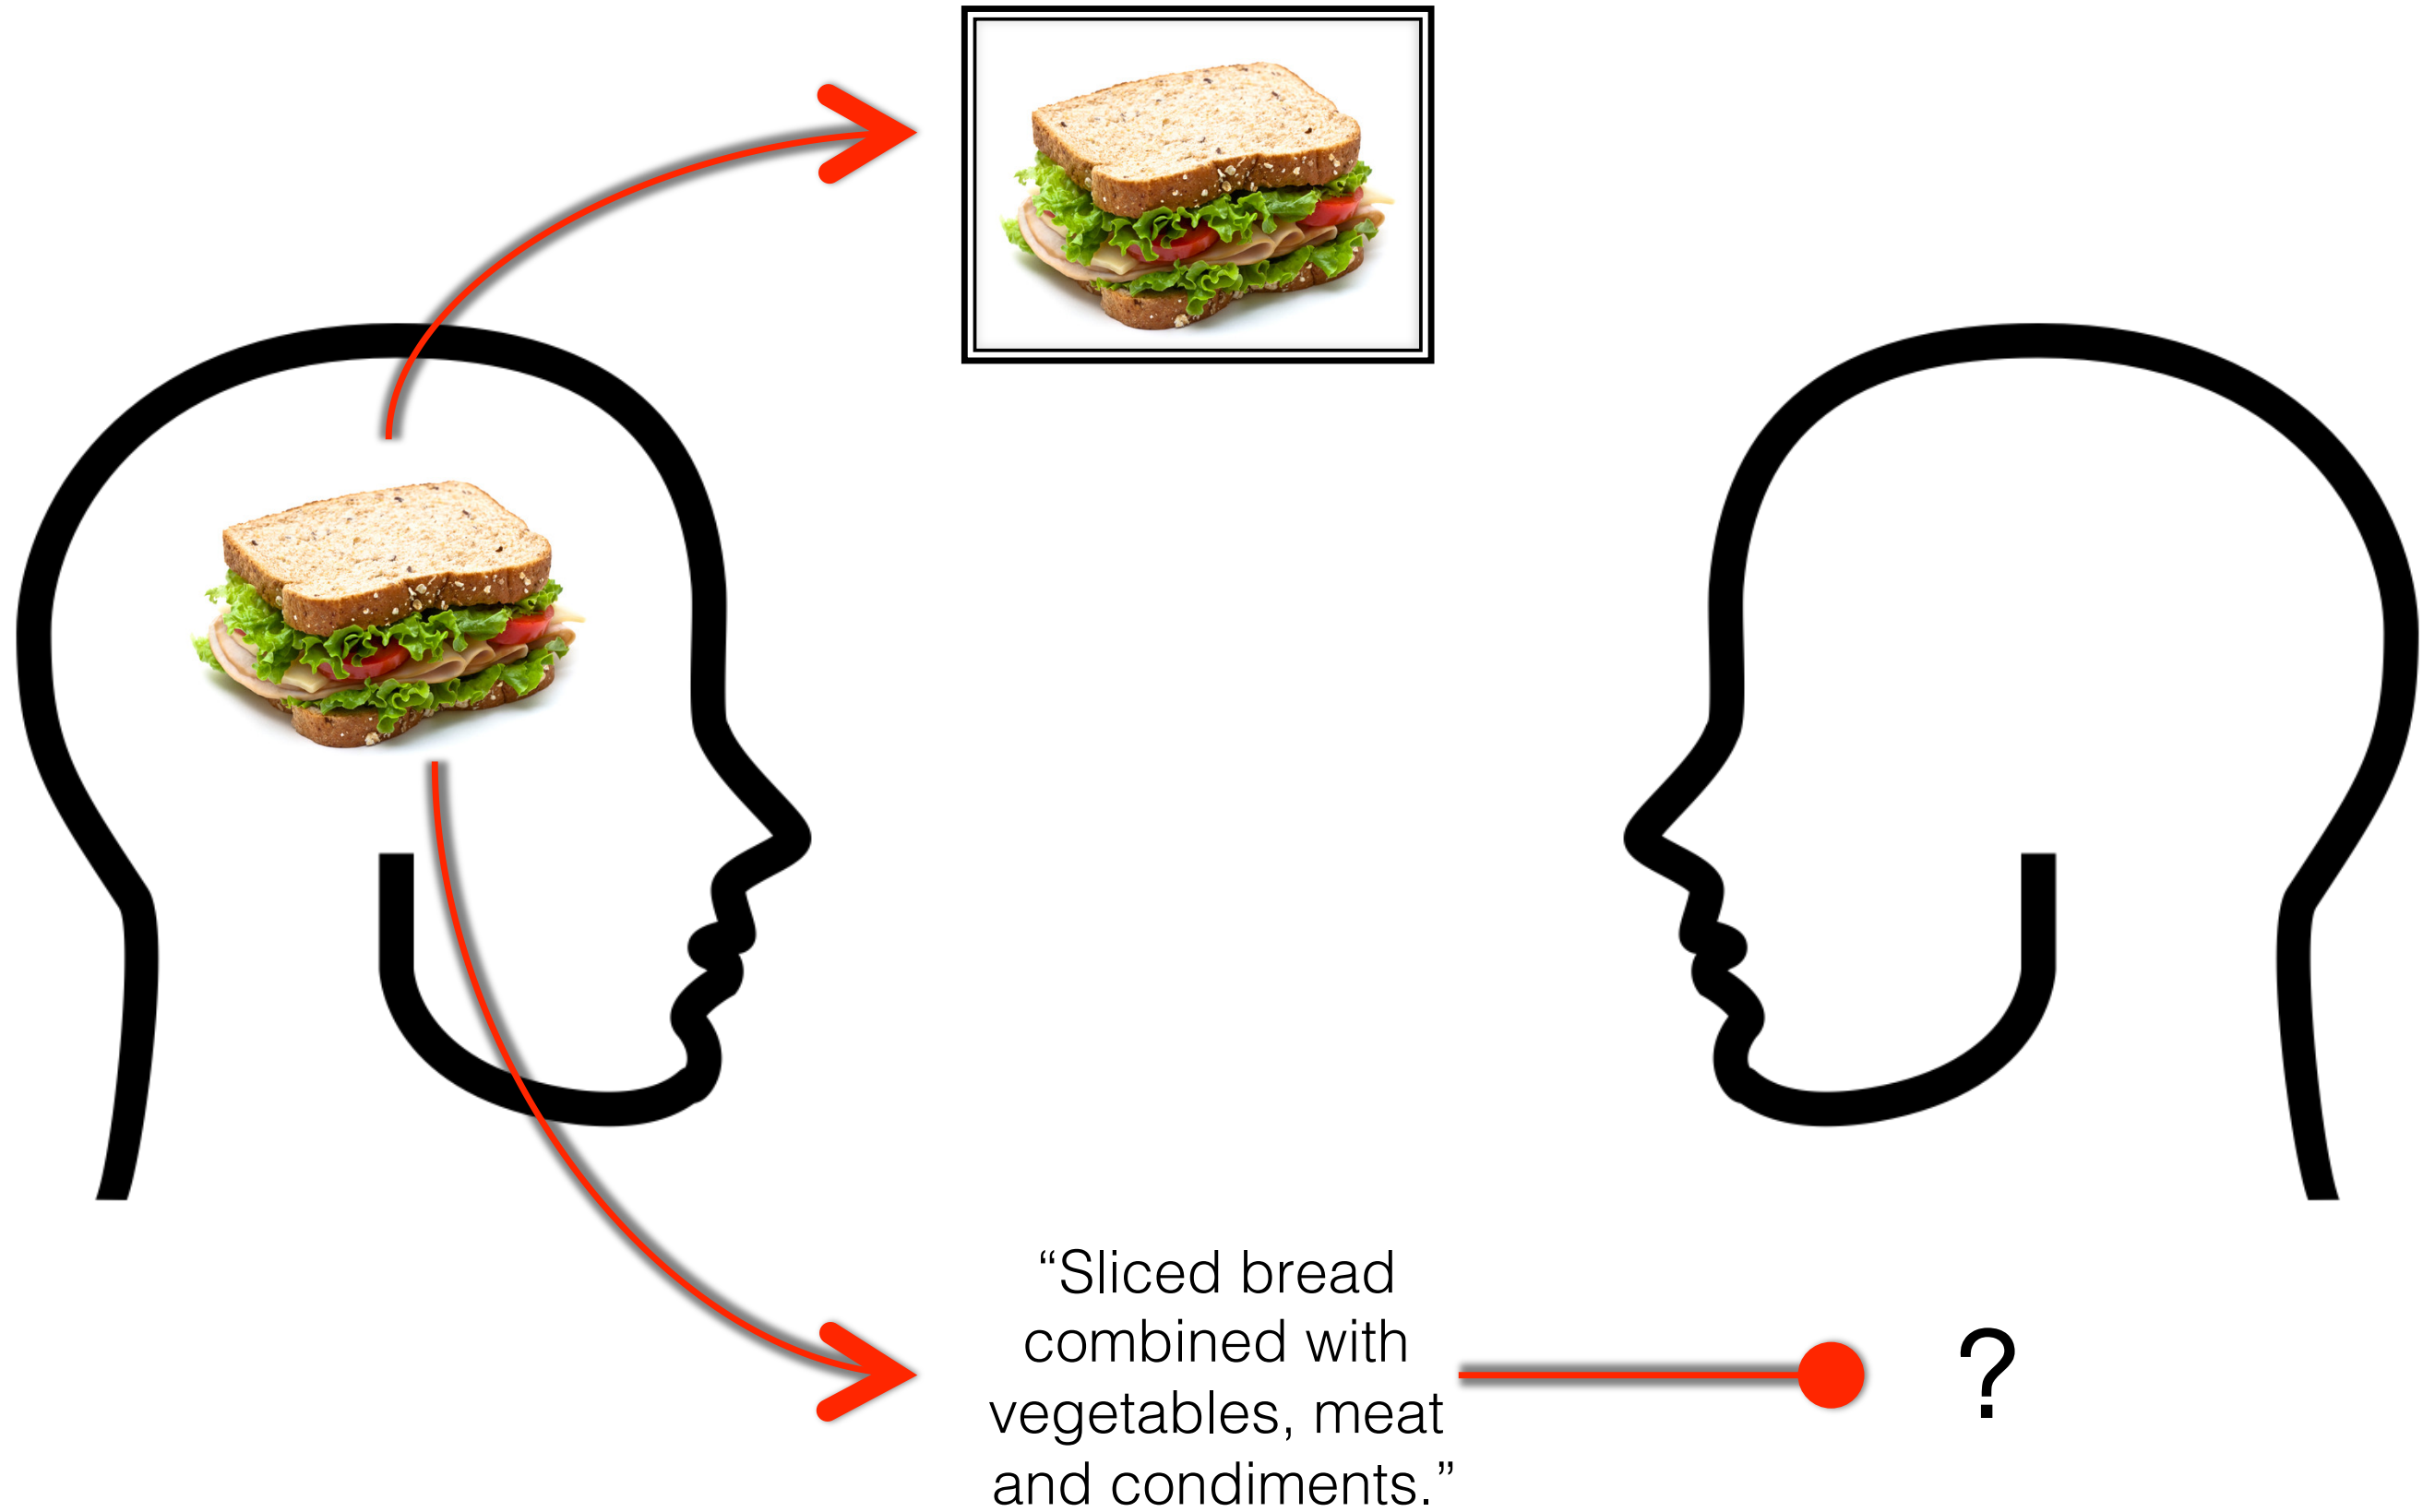 “Sliced bread
combined with
vegetables, meat
and condiments.”
?